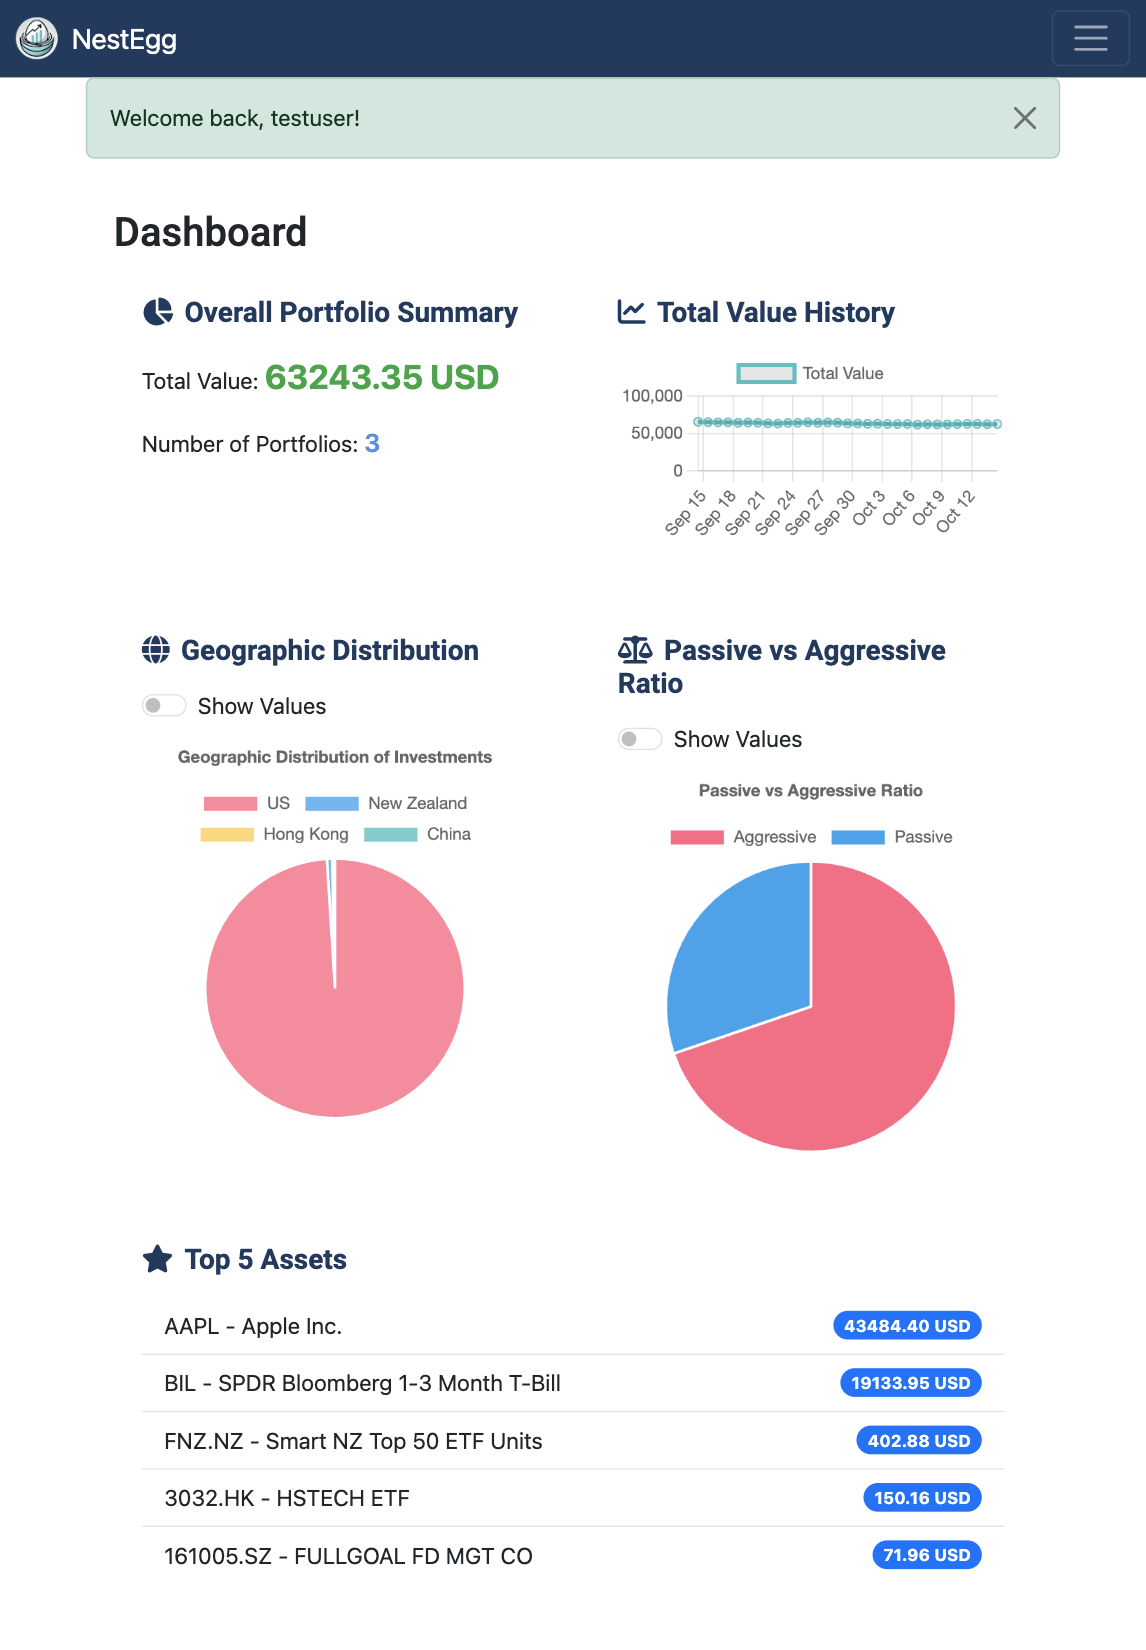 NestEgg
Welcome back, testuser!
Dashboard
Overall Portfolio Summary
Total Value: 63243.35 USD
Number of Portfolios: 3
Total Value History
Total Value
100,000
50,000
0
Sep 15
Sep 18
Sep 21
Sep 24
Sep 27
Sep 30
Oct 3
Oct 6
Oct 9
Oct 12
Geographic Distribution
Show Values
Geographic Distribution of Investments
US
New Zealand
Hong Kong
China
Passive vs Aggressive
Ratio
Show Values
Passive vs Aggressive Ratio
Aggressive
Passive
Top 5 Assets
AAPL - Apple Inc.
43484.40 USD
BIL - SPDR Bloomberg 1-3 Month T-Bill
19133.95 USD
FNZ.NZ - Smart NZ Top 50 ETF Units
402.88 USD
3032.HK - HSTECH ETF
150.16 USD
161005.SZ - FULLGOAL FD MGT CO
71.96 USD